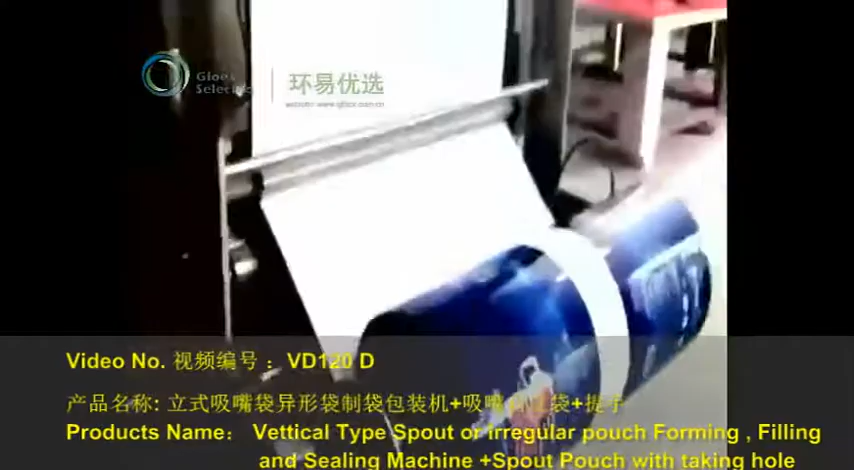 Gloex
Selection
环易优选
Video No. 视频编号 ： VD120 D
产品名称: 立式吸嘴袋异形袋制袋包装机+吸嘴 袋+提手
Products Name： Vettical Type Spout or irregular pouch Forming , Filling
and Sealing Machine +Spout Pouch with taking hole